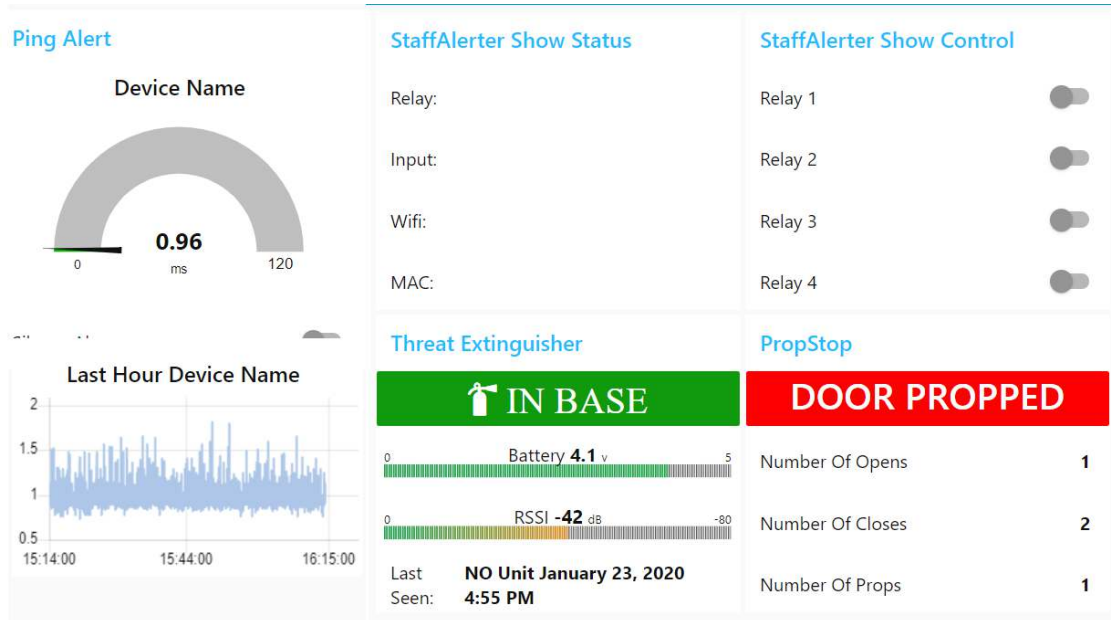 Ping Alert
Device Name
0.96
0
ms
120
Last Hour Device Name
2
1.5
1
0.5
15:14:00
15:44:00
16:15:00
StaffAlerter Show Status
Relay:
Input:
Wifi:
MAC:
StaffAlerter Show Control
Relay 1
Relay 2
Relay 3
Relay 4
Threat Extinguisher
IN BASE
0 Battery 4.1 v 5
0 RSSI -42 dB -80
Last Seen: NO Unit January 23, 2020 4:55 PM
PropStop
DOOR PROPPED
Number Of Opens 1
Number Of Closes 2
Number Of Props 1